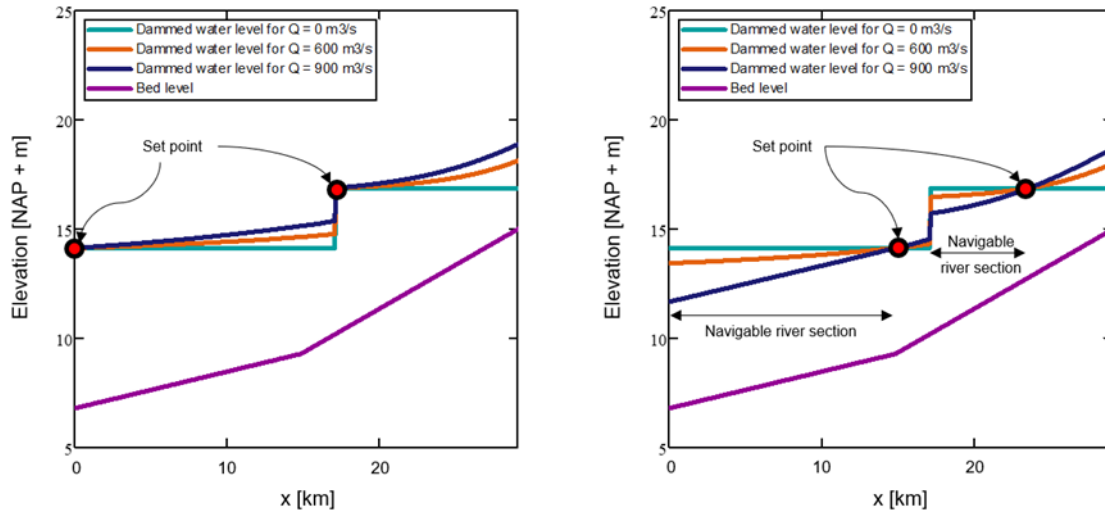 25
Dammed water level for Q = 0 m3/s
Dammed water level for Q = 600 m3/s
Dammed water level for Q = 900 m3/s
Bed level
20
Set point
15
10
5
0
10
20
Elevation [NAP + m]
x [km]
25
Dammed water level for Q = 0 m3/s
Dammed water level for Q = 600 m3/s
Dammed water level for Q = 900 m3/s
Bed level
20
Set point
15
Navigable
river section
10
Navigable river section
5
0
10
20
Elevation [NAP + m]
x [km]